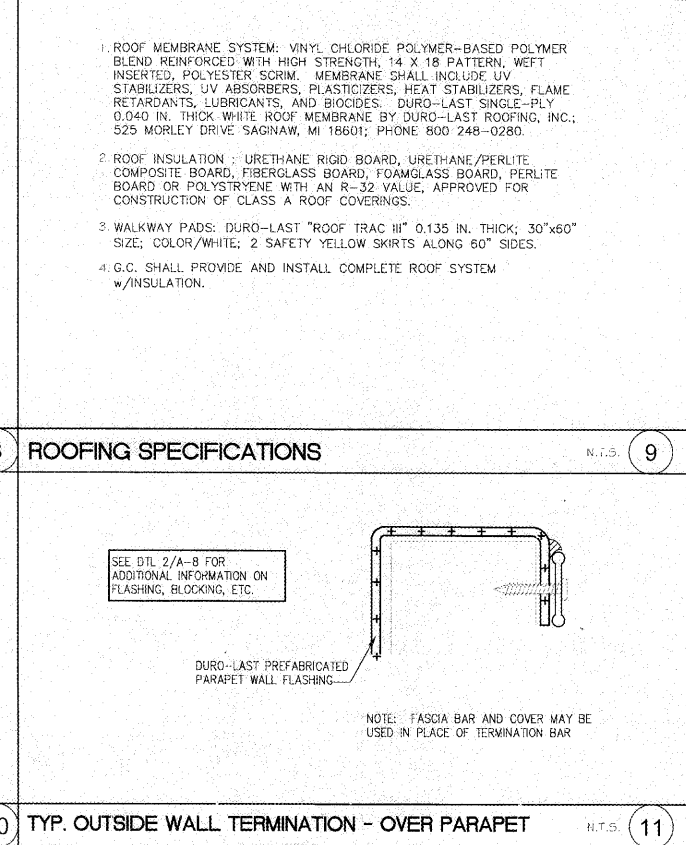 1. ROOF MEMBRANE SYSTEM: VINYL CHLORIDE POLYMER-BASED POLYMER
BLEND REINFORCED WITH HIGH STRENGTH, 14 X 18 PATTERN, WEFT
INSERTED, POLYESTER SCRIM. MEMBRANE SHALL INCLUDE UV
STABILIZERS, UV ABSORBERS, PLASTICIZERS, HEAT STABILIZERS, FLAME
RETARDANTS, LUBRICANTS, AND BIOCIDES. DURO-LAST SINGLE-PLY
0.040 IN. THICK WHITE ROOF MEMBRANE BY DURO-LAST ROOFING, INC.;
525 MORLEY DRIVE SAGINAW, MI 18601; PHONE 800 248-0280.
2. ROOF INSULATION : URETHANE RIGID BOARD, URETHANE/PERLITE
COMPOSITE BOARD, FIBERGLASS BOARD, FOAMGLASS BOARD, PERLITE
BOARD OR POLYSTRYENE WITH AN R-32 VALUE, APPROVED FOR
CONSTRUCTION OF CLASS A ROOF COVERINGS.
3. WALKWAY PADS: DURO-LAST "ROOF TRAC III" 0.135 IN. THICK; 30"x60"
SIZE; COLOR/WHITE; 2 SAFETY YELLOW SKIRTS ALONG 60" SIDES.
4. G.C. SHALL PROVIDE AND INSTALL COMPLETE ROOF SYSTEM
w/INSULATION.
ROOFING SPECIFICATIONS N.T.S. 9
SEE DTL 2/A-8 FOR
ADDITIONAL INFORMATION ON
FLASHING, BLOCKING, ETC.
DURO-LAST PREFABRICATED
PARAPET WALL FLASHING
NOTE: FASCIA BAR AND COVER MAY BE
USED IN PLACE OF TERMINATION BAR
TYP. OUTSIDE WALL TERMINATION - OVER PARAPET N.T.S. 11